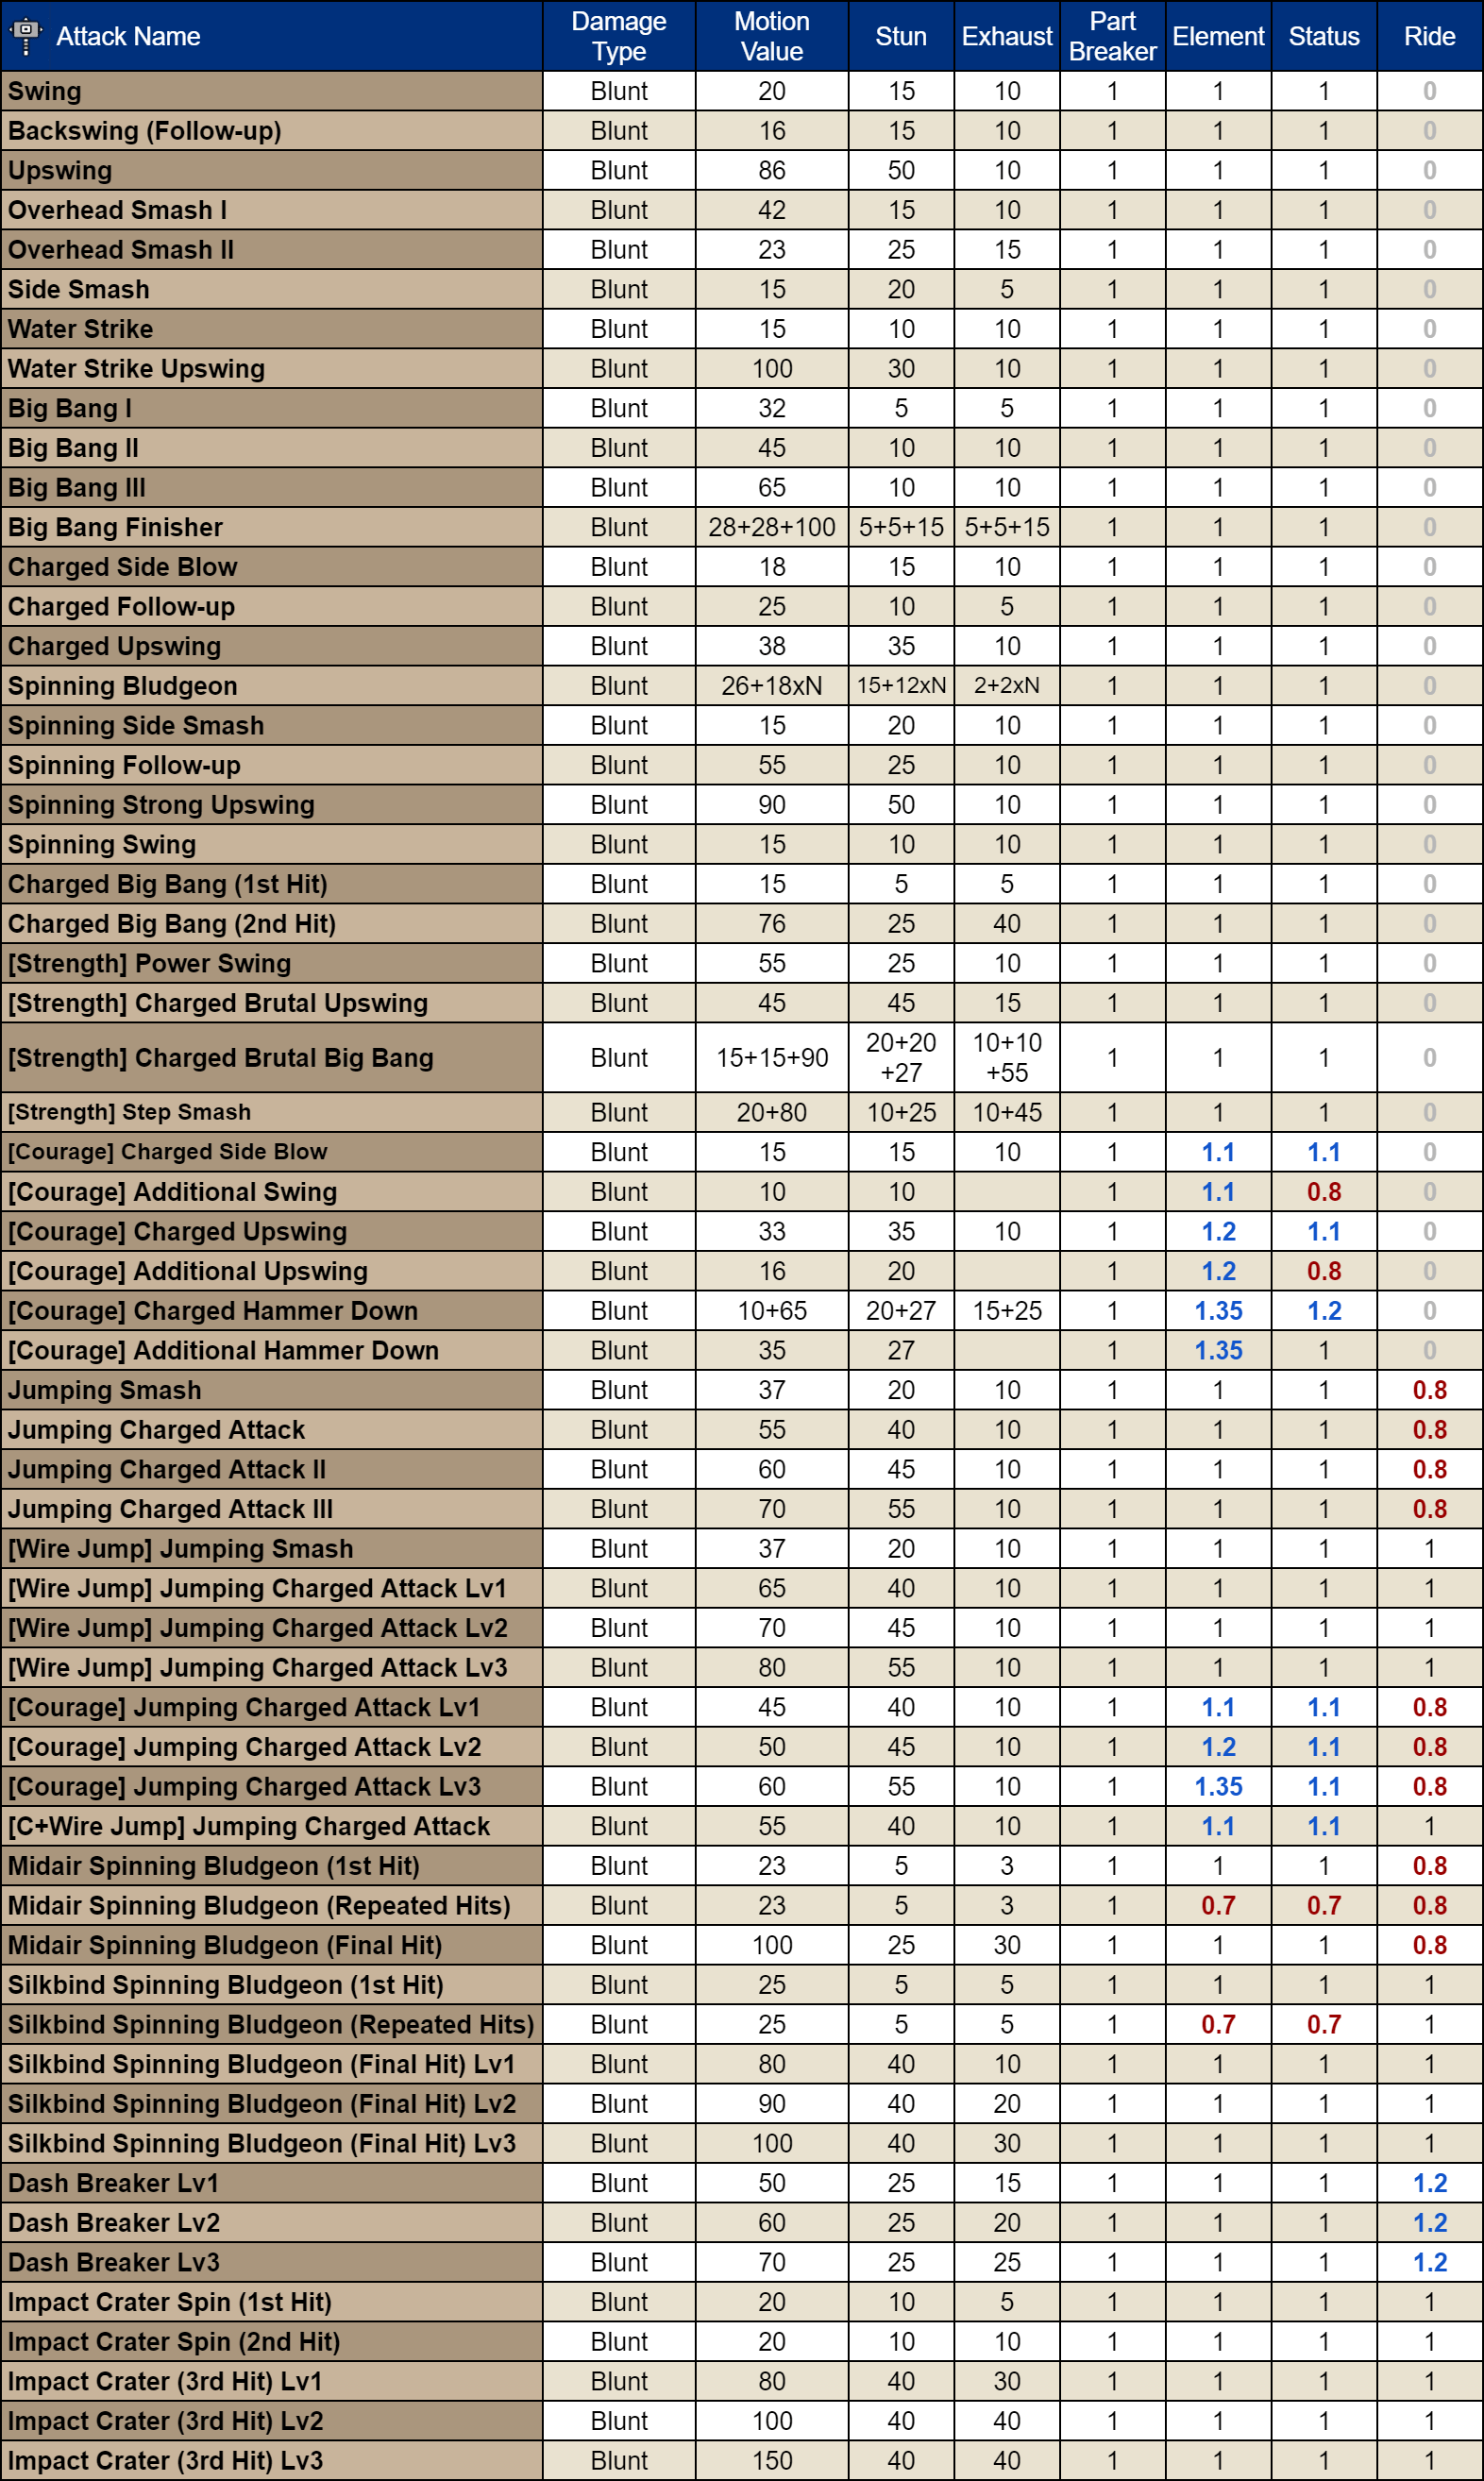 Attack Name Damage Type Motion Value Stun Exhaust Part Breaker Element Status Ride
Swing Blunt 20 15 10 1 1 1 0
Backswing (Follow-up) Blunt 16 15 10 1 1 1 0
Upswing Blunt 86 50 10 1 1 1 0
Overhead Smash I Blunt 42 15 10 1 1 1 0
Overhead Smash II Blunt 23 25 15 1 1 1 0
Side Smash Blunt 15 20 5 1 1 1 0
Water Strike Blunt 15 10 10 1 1 1 0
Water Strike Upswing Blunt 100 30 10 1 1 1 0
Big Bang I Blunt 32 5 5 1 1 1 0
Big Bang II Blunt 45 10 10 1 1 1 0
Big Bang III Blunt 65 10 10 1 1 1 0
Big Bang Finisher Blunt 28+28+100 5+5+15 5+5+15 1 1 1 0
Charged Side Blow Blunt 18 15 10 1 1 1 0
Charged Follow-up Blunt 25 10 5 1 1 1 0
Charged Upswing Blunt 38 35 10 1 1 1 0
Spinning Bludgeon Blunt 26+18xN 15+12xN 2+2xN 1 1 1 0
Spinning Side Smash Blunt 15 20 10 1 1 1 0
Spinning Follow-up Blunt 55 25 10 1 1 1 0
Spinning Strong Upswing Blunt 90 50 10 1 1 1 0
Spinning Swing Blunt 15 10 10 1 1 1 0
Charged Big Bang (1st Hit) Blunt 15 5 5 1 1 1 0
Charged Big Bang (2nd Hit) Blunt 76 25 40 1 1 1 0
[Strength] Power Swing Blunt 55 25 10 1 1 1 0
[Strength] Charged Brutal Upswing Blunt 45 45 15 1 1 1 0
[Strength] Charged Brutal Big Bang Blunt 15+15+90 20+20 +27 10+10 +55 1 1 1 0
[Strength] Step Smash Blunt 20+80 10+25 10+45 1 1 1 0
[Courage] Charged Side Blow Blunt 15 15 10 1 1.1 1.1 0
[Courage] Additional Swing Blunt 10 10 1 1.1 0.8 0
[Courage] Charged Upswing Blunt 33 35 10 1 1.2 1.1 0
[Courage] Additional Upswing Blunt 16 20 1 1.2 0.8 0
[Courage] Charged Hammer Down Blunt 10+65 20+27 15+25 1 1.35 1.2 0
[Courage] Additional Hammer Down Blunt 35 27 1 1.35 1 0
Jumping Smash Blunt 37 20 10 1 1 1 0.8
Jumping Charged Attack Blunt 55 40 10 1 1 1 0.8
Jumping Charged Attack II Blunt 60 45 10 1 1 1 0.8
Jumping Charged Attack III Blunt 70 55 10 1 1 1 0.8
[Wire Jump] Jumping Smash Blunt 37 20 10 1 1 1 1
[Wire Jump] Jumping Charged Attack Lv1 Blunt 65 40 10 1 1 1 1
[Wire Jump] Jumping Charged Attack Lv2 Blunt 70 45 10 1 1 1 1
[Wire Jump] Jumping Charged Attack Lv3 Blunt 80 55 10 1 1 1 1
[Courage] Jumping Charged Attack Lv1 Blunt 45 40 10 1 1.1 1.1 0.8
[Courage] Jumping Charged Attack Lv2 Blunt 50 45 10 1 1.2 1.1 0.8
[Courage] Jumping Charged Attack Lv3 Blunt 60 55 10 1 1.35 1.1 0.8
[C+Wire Jump] Jumping Charged Attack Blunt 55 40 10 1 1.1 1.1 1
Midair Spinning Bludgeon (1st Hit) Blunt 23 5 3 1 1 1 0.8
Midair Spinning Bludgeon (Repeated Hits) Blunt 23 5 3 1 0.7 0.7 0.8
Midair Spinning Bludgeon (Final Hit) Blunt 100 25 30 1 1 1 0.8
Silkbind Spinning Bludgeon (1st Hit) Blunt 25 5 5 1 1 1 1
Silkbind Spinning Bludgeon (Repeated Hits) Blunt 25 5 5 1 0.7 0.7 1
Silkbind Spinning Bludgeon (Final Hit) Lv1 Blunt 80 40 10 1 1 1 1
Silkbind Spinning Bludgeon (Final Hit) Lv2 Blunt 90 40 20 1 1 1 1
Silkbind Spinning Bludgeon (Final Hit) Lv3 Blunt 100 40 30 1 1 1 1
Dash Breaker Lv1 Blunt 50 25 15 1 1 1 1.2
Dash Breaker Lv2 Blunt 60 25 20 1 1 1 1.2
Dash Breaker Lv3 Blunt 70 25 25 1 1 1 1.2
Impact Crater Spin (1st Hit) Blunt 20 10 5 1 1 1 1
Impact Crater Spin (2nd Hit) Blunt 20 10 10 1 1 1 1
Impact Crater (3rd Hit) Lv1 Blunt 80 40 30 1 1 1 1
Impact Crater (3rd Hit) Lv2 Blunt 100 40 40 1 1 1 1
Impact Crater (3rd Hit) Lv3 Blunt 150 40 40 1 1 1 1